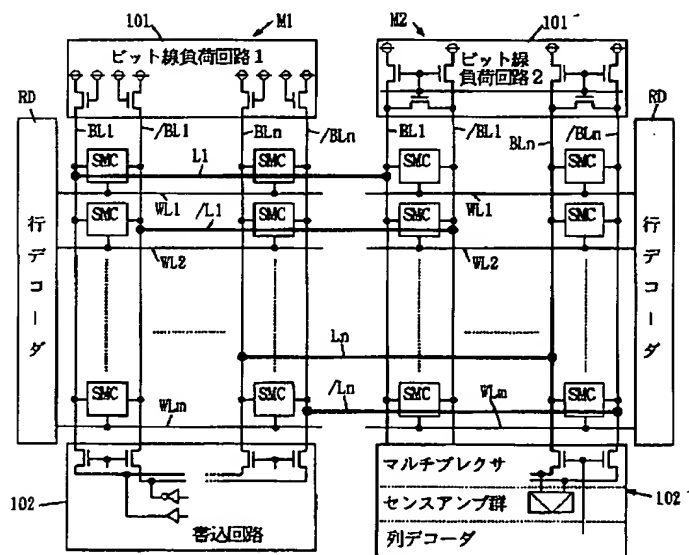 101 M1 M2 101
ビット線負荷回路1
ビット線
負荷回路2
RD RD
BL1 /BL1 BLn /BLn BL1 /BL1 BLn /BLn
SMC SMC SMC SMC
L1
WL1 WL1
SMC SMC SMC SMC
/L1
WL2 WL2
行デコーダ 行デコーダ
Ln
/Ln
SMC SMC SMC SMC
WLm WLm
マルチプレクサ
センスアンプ群
列デコーダ
書込回路
102 102